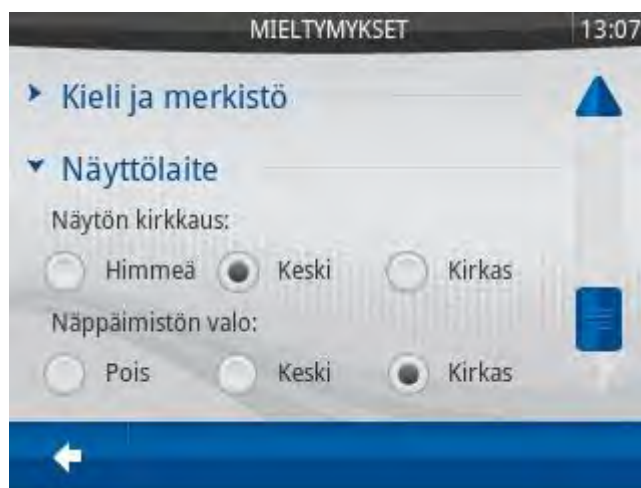 MIELTYMYKSET 13:07
Kieli ja merkistö
Näyttölaite
Näytön kirkkaus:
Himmeä Keski Kirkas
Näppäimistön valo:
Pois Keski Kirkas